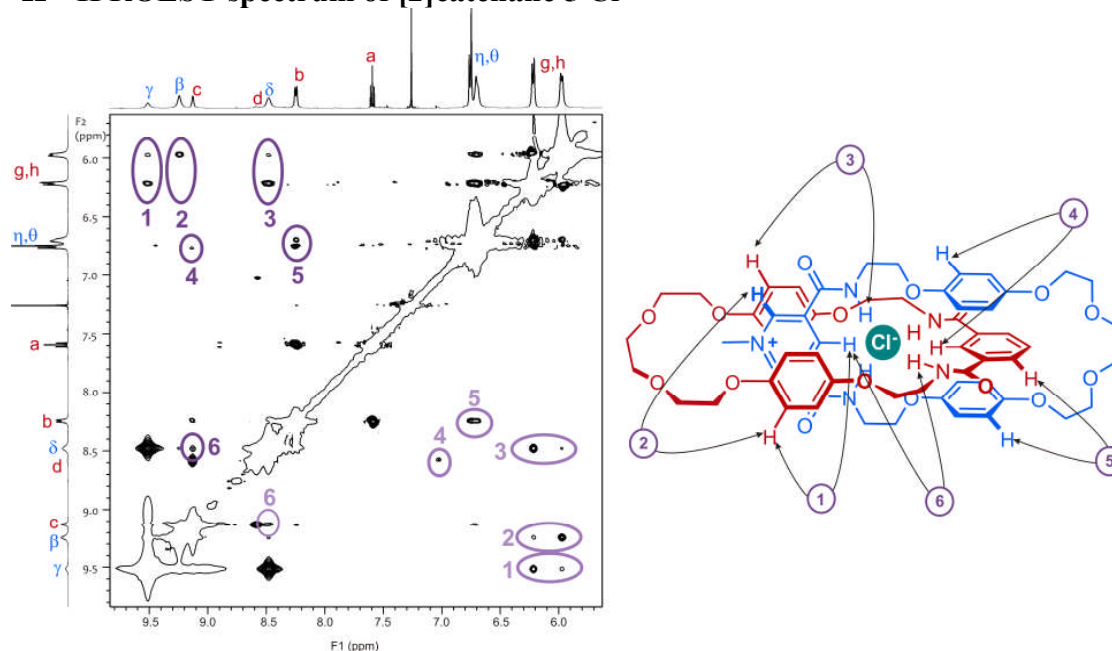 ROESY spectrum of [2]catenane
a
η,θ
g,h
b
γ β c d δ
F2
(ppm)
g,h
η,θ
a
b
δ
d
c
β
γ
6.0
6.5
7.0
7.5
8.0
8.5
9.0
9.5
1 2 3
4 5
6
5
4 3
6
2
1
9.5 9.0 8.5 8.0 7.5 7.0 6.5 6.0
F1 (ppm)
3
4
H H
O
N O O
H H
O O O O
N
H
O N+ H Cl- H O
H N
O O O N O O
O H H
H
2 5
1 6